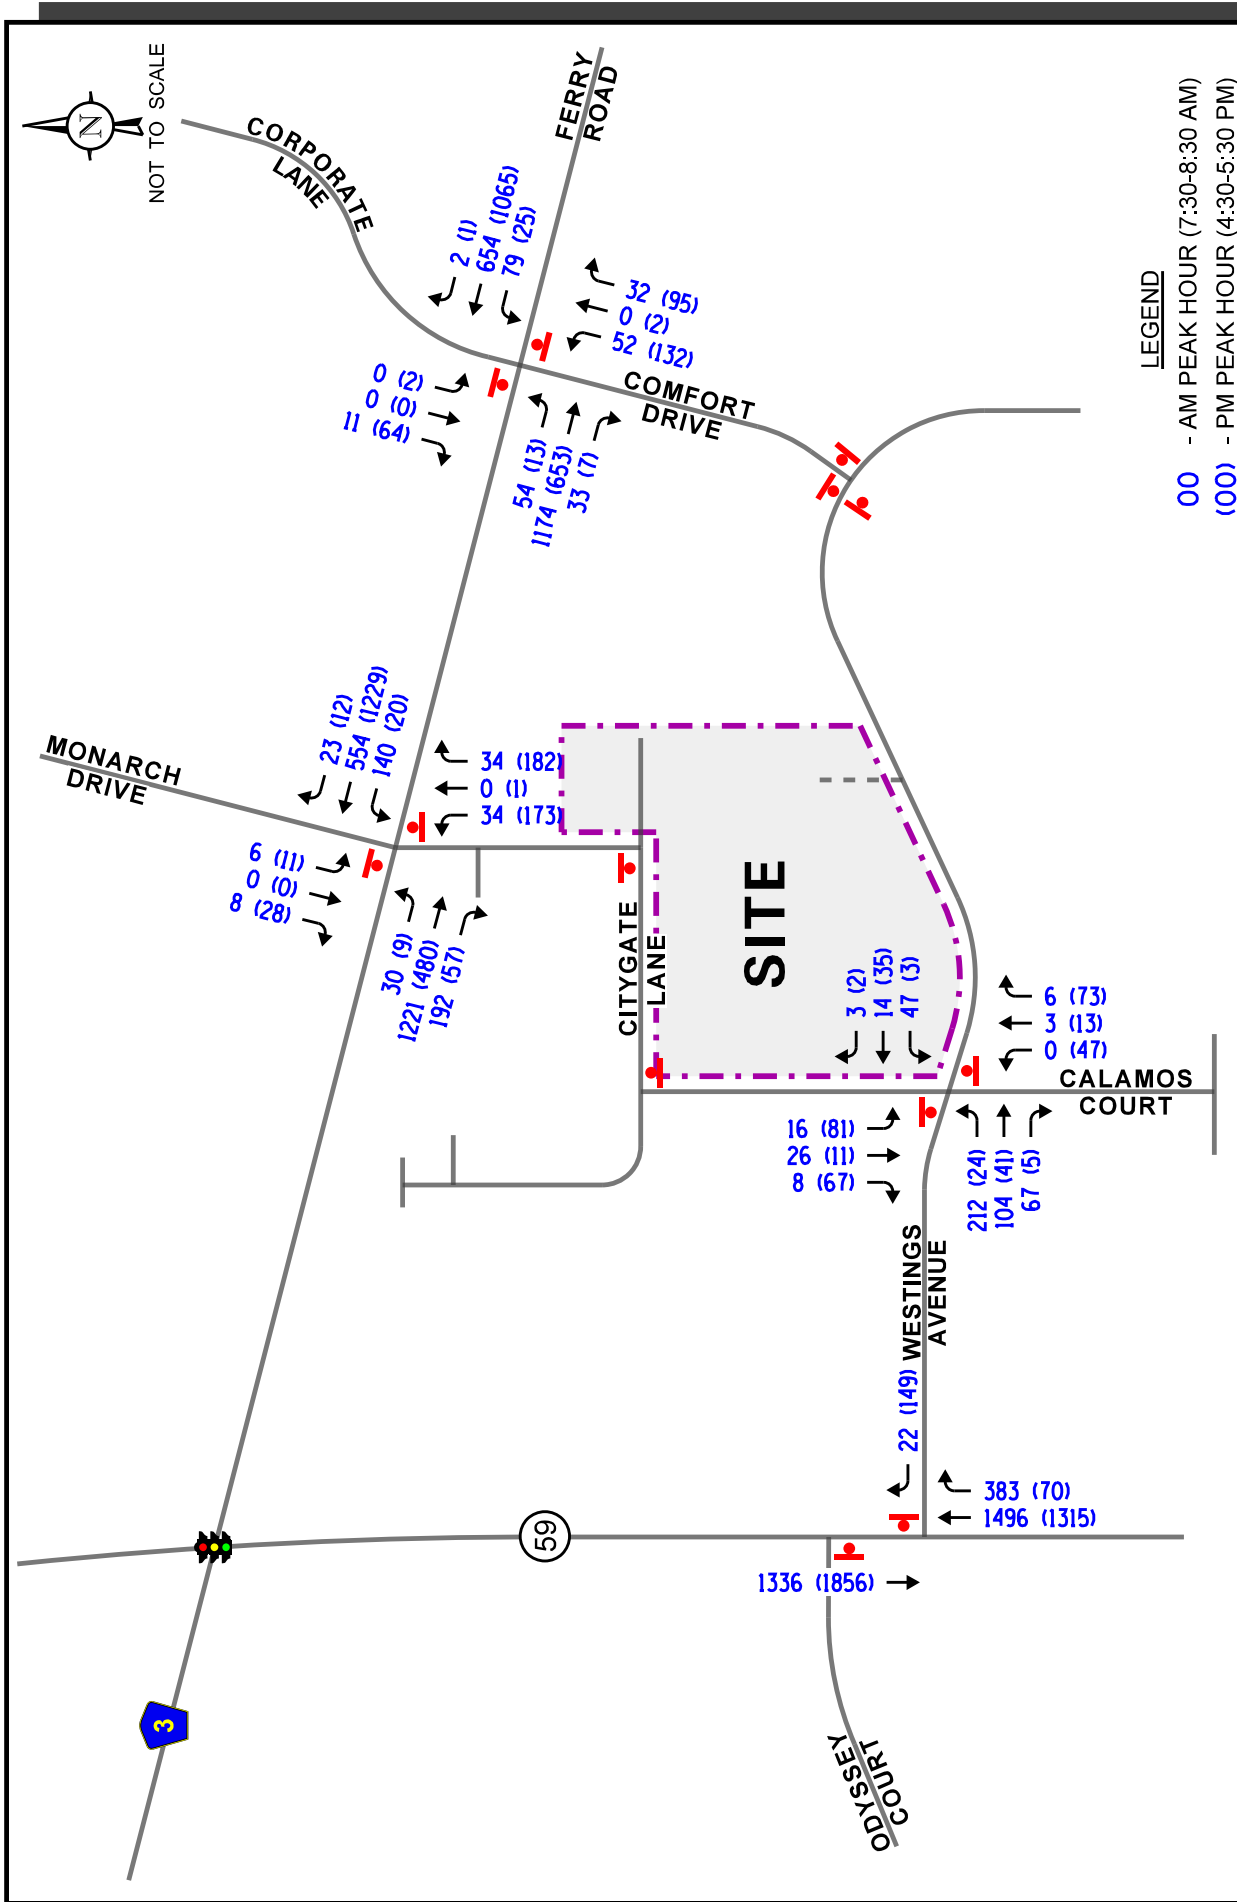 N
NOT TO SCALE
CORPORATE
LANE
FERRY
ROAD
2 (1)
654 (1065)
79 (25)
32 (95)
0 (2)
52 (132)
0 (2)
0 (0)
11 (64)
54 (13)
1174 (653)
33 (7)
COMFORT
DRIVE
LEGEND
00 - AM PEAK HOUR (7:30-8:30 AM)
(00) - PM PEAK HOUR (4:30-5:30 PM)
MONARCH
DRIVE
23 (12)
554 (1229)
140 (20)
34 (182)
0 (1)
34 (173)
6 (11)
0 (0)
8 (28)
30 (9)
1221 (480)
192 (57)
CITYGATE
LANE
SITE
3 (2)
14 (35)
47 (3)
6 (73)
3 (13)
0 (47)
CALAMOS
COURT
16 (81)
26 (11)
8 (67)
212 (24)
104 (41)
67 (5)
WESTINGS
AVENUE
22 (149)
383 (70)
1496 (1315)
59
1336 (1856)
3
ODYSSEY
COURT